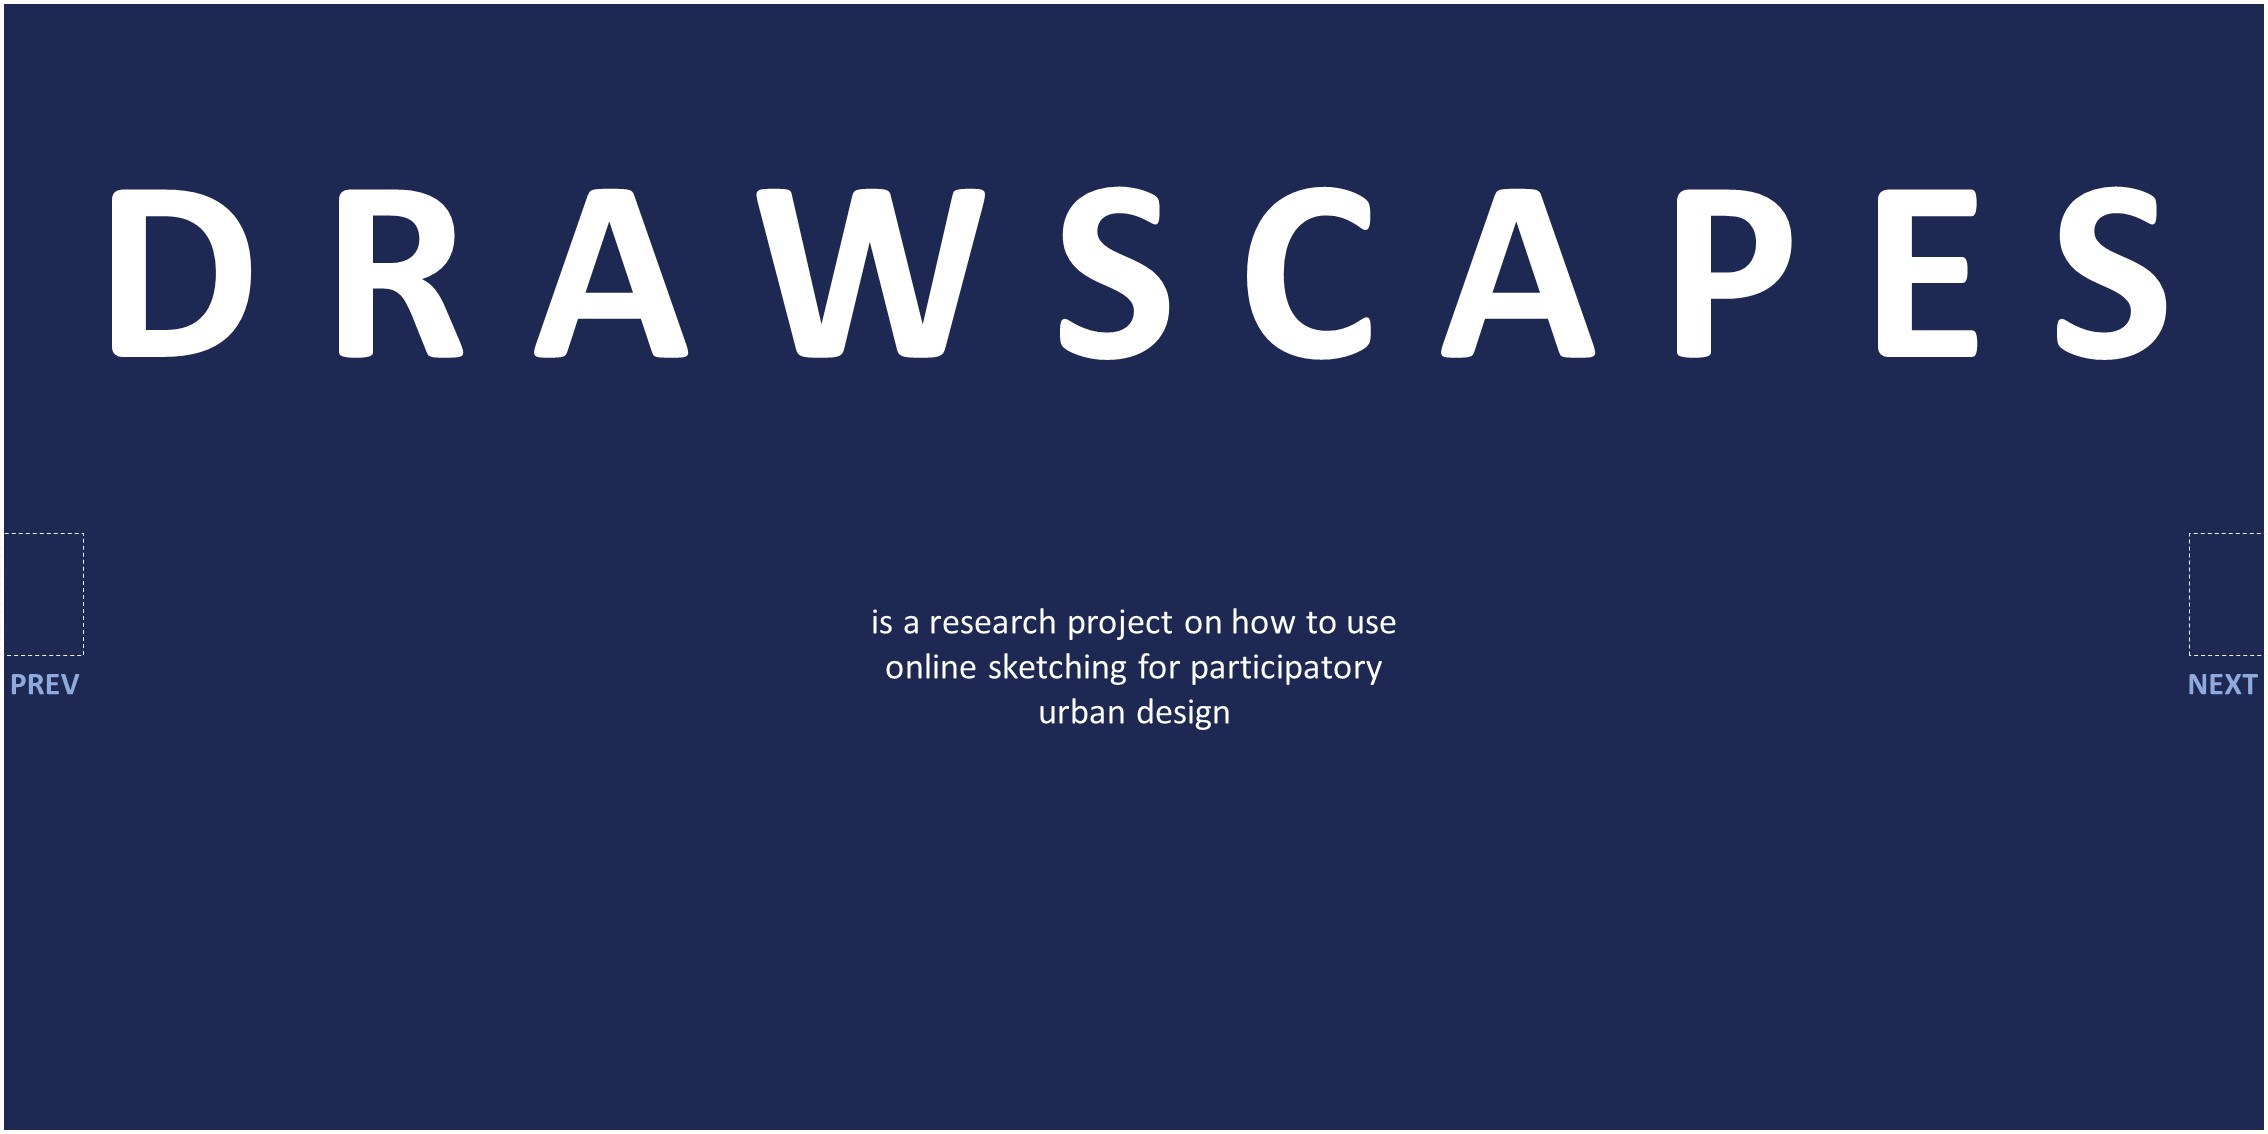 DRAWSCAPES
is a research project on how to use
online sketching for participatory
urban design
PREV
NEXT